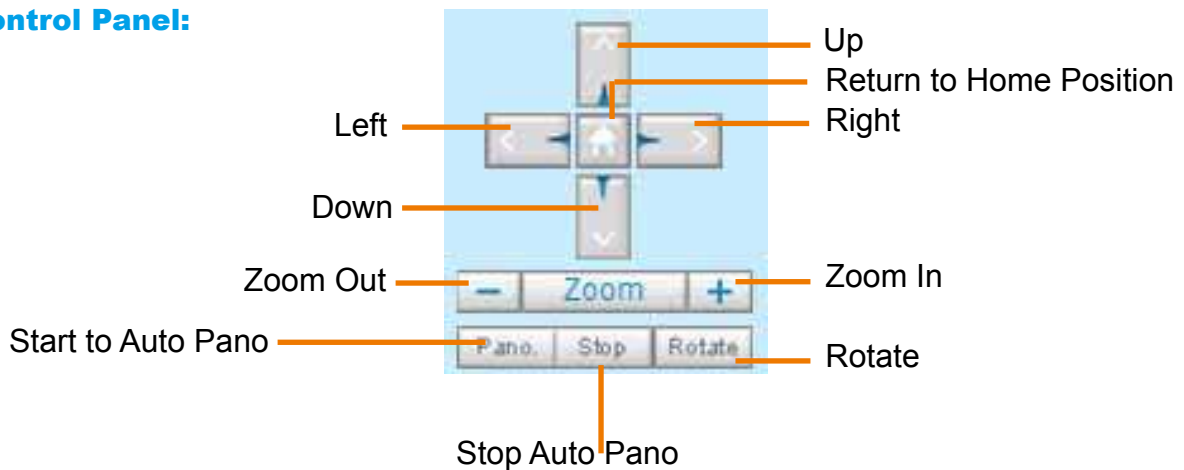 ontrol Panel:
Up
Return to Home Position
Left
Right
Down
Zoom Out
Zoom
Zoom In
Start to Auto Pano
Pano.
Stop
Rotate
Rotate
Stop Auto Pano